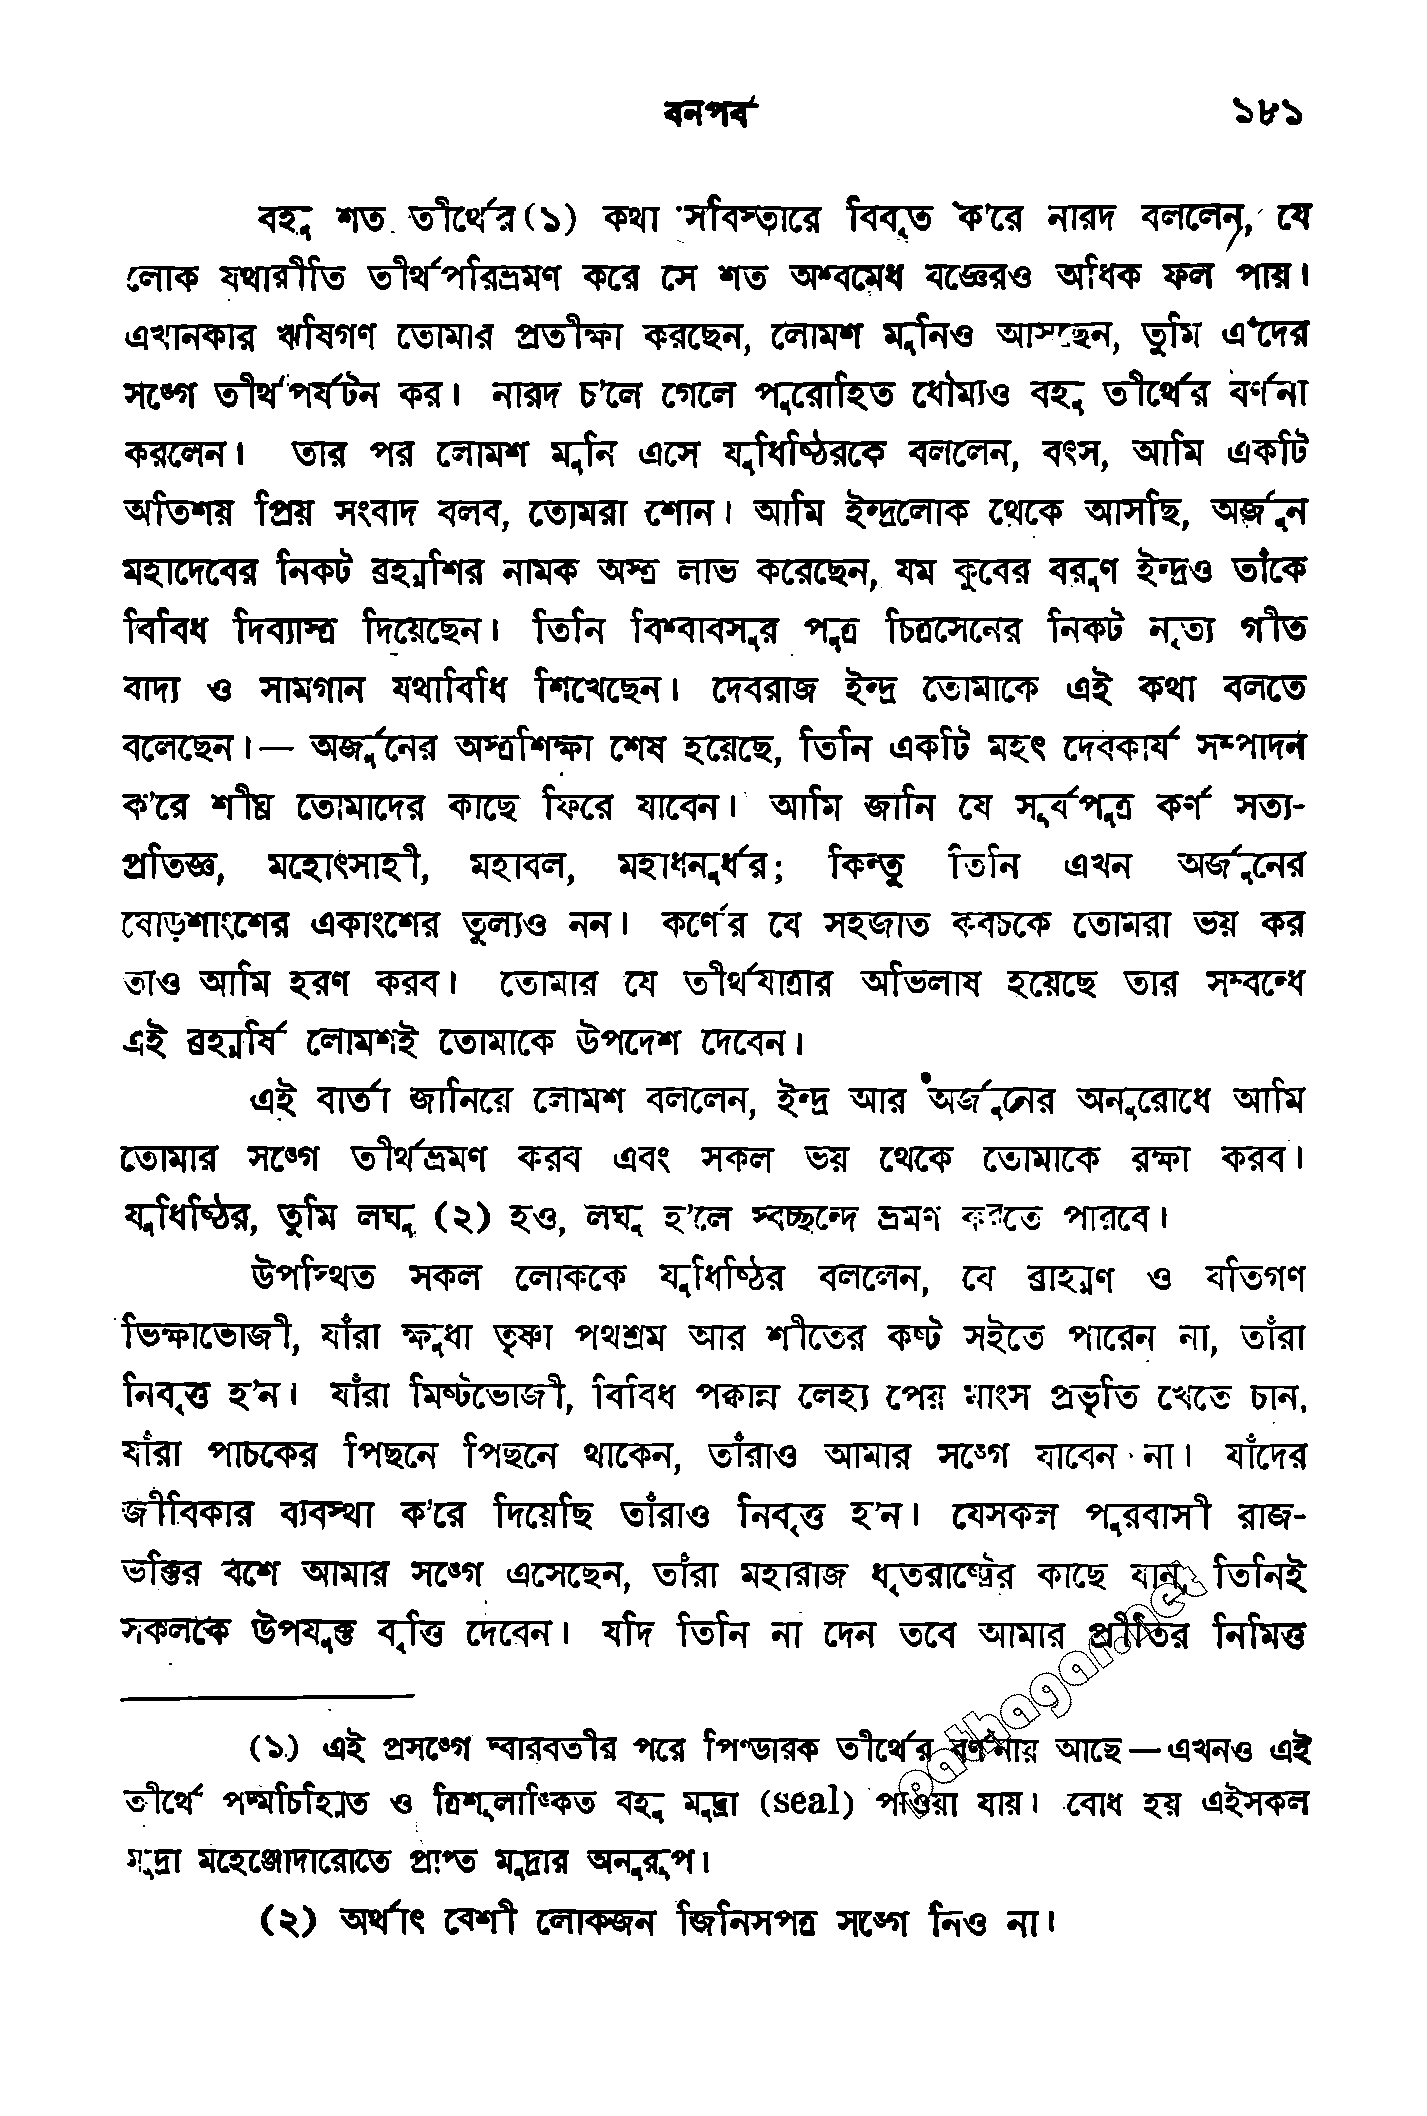 বনপর্ব ১৮১
বহু শত তীর্থের (১) কথা সবিস্তারে বিবৃত ক'রে নারদ বললেন, যে
লোক যথারীতি তীর্থপরিভ্রমণ করে সে শত অশ্বমেধ যজ্ঞেরও অধিক ফল পায়।
এখানকার ঋষিগণ তোমার প্রতীক্ষা করছেন, লোমশ মুনিও আসছেন, তুমি এঁদের
সঙ্গে তীর্থপর্যটন কর। নারদ চ'লে গেলে পুরোহিত ধৌম্যও বহু তীর্থের বর্ণনা
করলেন। তার পর লোমশ মুনি এসে যুধিষ্ঠিরকে বললেন, বৎস, আমি একটি
অতিশয় প্রিয় সংবাদ বলব, তোমরা শোন। আমি ইন্দ্রলোক থেকে আসছি, অর্জুন
মহাদেবের নিকট ব্রহ্মশির নামক অস্ত্র লাভ করেছেন, যম কুবের বরুণ ইন্দ্রও তাঁকে
বিবিধ দিব্যাস্ত্র দিয়েছেন। তিনি বিশ্বাবসুর পুত্র চিত্রসেনের নিকট নৃত্য গীত
বাদ্য ও সামগান যথাবিধি শিখেছেন। দেবরাজ ইন্দ্র তোমাকে এই কথা বলতে
বলেছেন।— অর্জুনের অস্ত্রশিক্ষা শেষ হয়েছে, তিনি একটি মহৎ দেবকার্য সম্পাদন
ক'রে শীঘ্র তোমাদের কাছে ফিরে যাবেন। আমি জানি যে সূর্যপুত্র কর্ণ সত্য-
প্রতিজ্ঞ, মহোৎসাহী, মহাবল, মহাধনুর্ধর; কিন্তু তিনি এখন অর্জুনের
ষোড়শাংশের একাংশের তুল্যও নন। কর্ণের যে সহজাত কবচকে তোমরা ভয় কর
তাও আমি হরণ করব। তোমার যে তীর্থযাত্রার অভিলাষ হয়েছে তার সম্বন্ধে
এই ব্রহ্মর্ষি লোমশই তোমাকে উপদেশ দেবেন।
এই বার্তা জানিয়ে লোমশ বললেন, ইন্দ্র আর অর্জুনের অনুরোধে আমি
তোমার সঙ্গে তীর্থভ্রমণ করব এবং সকল ভয় থেকে তোমাকে রক্ষা করব।
যুধিষ্ঠির, তুমি লঘু (২) হও, লঘু হ'লে স্বচ্ছন্দে ভ্রমণ করতে পারবে।
উপস্থিত সকল লোককে যুধিষ্ঠির বললেন, যে ব্রাহ্মণ ও যতিগণ
ভিক্ষাভোজী, যাঁরা ক্ষুধা তৃষ্ণা পথশ্রম আর শীতের কষ্ট সইতে পারেন না, তাঁরা
নিবৃত্ত হ'ন। যাঁরা মিষ্টভোজী, বিবিধ পক্বান্ন লেহ্য পেয় মাংস প্রভৃতি খেতে চান,
যাঁরা পাচকের পিছনে পিছনে থাকেন, তাঁরাও আমার সঙ্গে যাবেন না। যাঁদের
জীবিকার ব্যবস্থা ক'রে দিয়েছি তাঁরাও নিবৃত্ত হ'ন। যেসকল পুরবাসী রাজ-
ভক্তির বশে আমার সঙ্গে এসেছেন, তাঁরা মহারাজ ধৃতরাষ্ট্রের কাছে যান, তিনিই
সকলকে উপযুক্ত বৃত্তি দেবেন। যদি তিনি না দেন তবে আমার প্রীতির নিমিত্ত
(১) এই প্রসঙ্গে দ্বারবতীর পরে পিণ্ডারক তীর্থের বর্ণনায় আছে—এখনও এই
তীর্থে পদ্মচিহ্নিত ও ত্রিশূলাঙ্কিত বহু মুদ্রা (seal) পাওয়া যায়। বোধ হয় এইসকল
মুদ্রা মহেঞ্জোদারোতে প্রাপ্ত মুদ্রার অনুরূপ।
(২) অর্থাৎ বেশী লোকজন জিনিসপত্র সঙ্গে নিও না।
pathagar.net